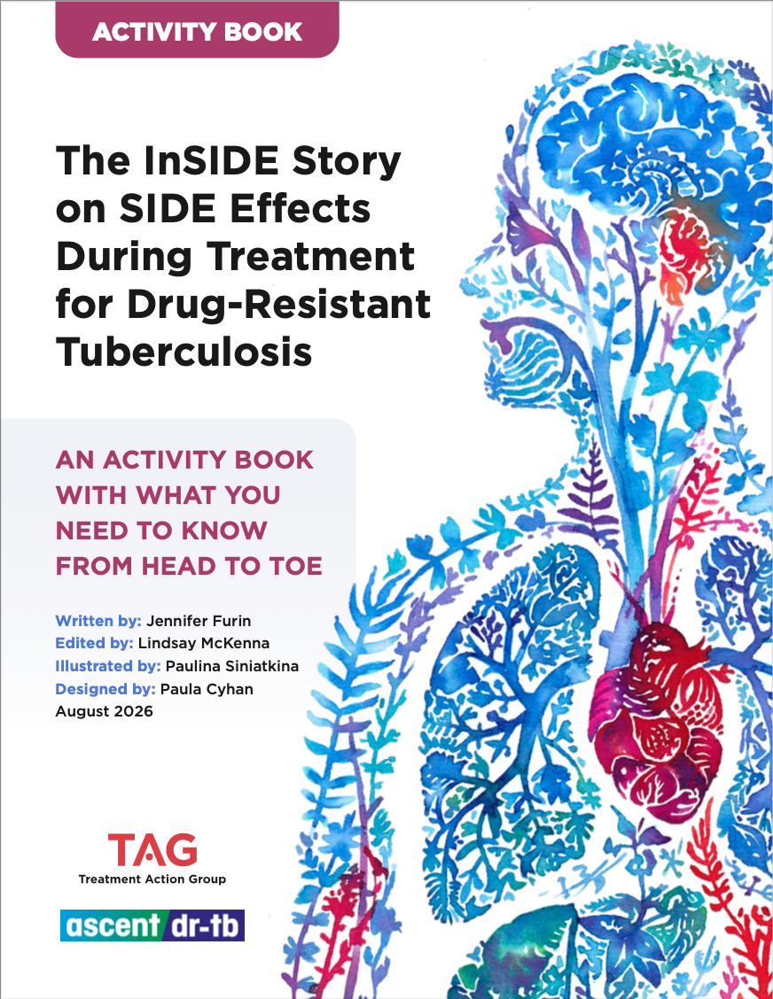 ACTIVITY BOOK
The InSIDE Story
on SIDE Effects
During Treatment
for Drug-Resistant
Tuberculosis
AN ACTIVITY BOOK
WITH WHAT YOU
NEED TO KNOW
FROM HEAD TO TOE
Written by: Jennifer Furin
Edited by: Lindsay McKenna
Illustrated by: Paulina Siniatkina
Designed by: Paula Cyhan
August 2026
TAG
Treatment Action Group
ascent dr-tb